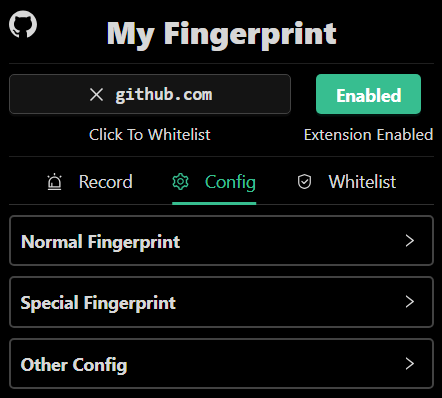 My Fingerprint
github.com
Enabled
Click To Whitelist
Extension Enabled
Record
Config
Whitelist
Normal Fingerprint
Special Fingerprint
Other Config